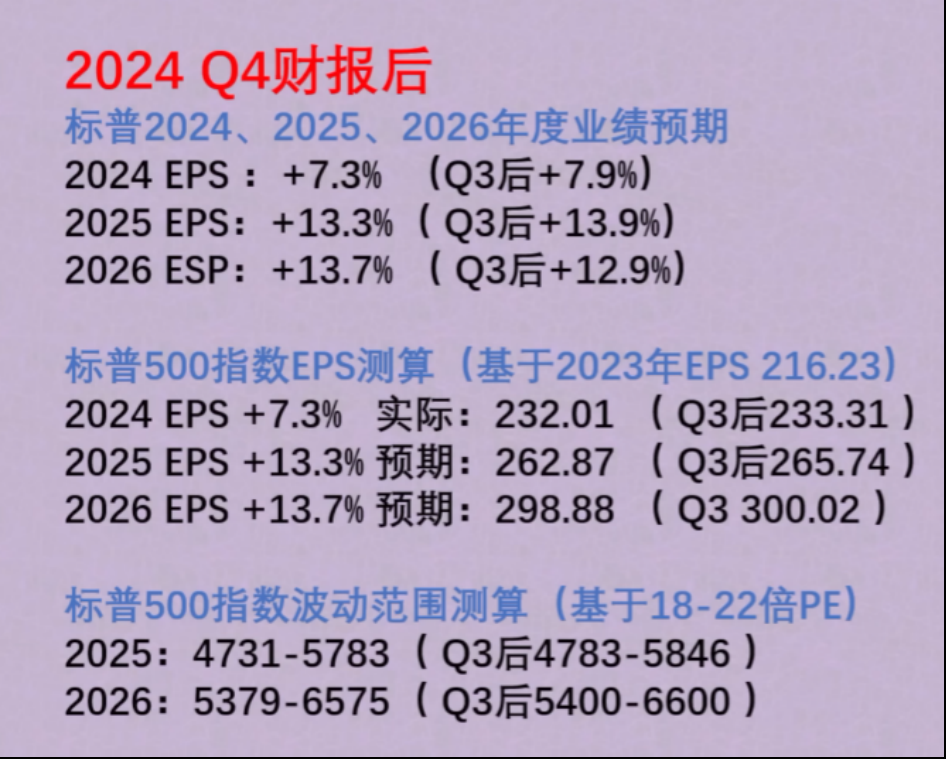 2024 Q4财报后
标普2024、2025、2026年度业绩预期
2024 EPS ：+7.3% （Q3后+7.9%）
2025 EPS：+13.3%（ Q3后+13.9%）
2026 ESP：+13.7% （ Q3后+12.9%）
标普500指数EPS测算（基于2023年EPS 216.23）
2024 EPS +7.3% 实际：232.01 （ Q3后233.31 ）
2025 EPS +13.3% 预期：262.87 （ Q3后265.74 ）
2026 EPS +13.7% 预期：298.88 （ Q3 300.02 ）
标普500指数波动范围测算（基于18-22倍PE）
2025：4731-5783（ Q3后4783-5846 ）
2026：5379-6575（ Q3后5400-6600 ）